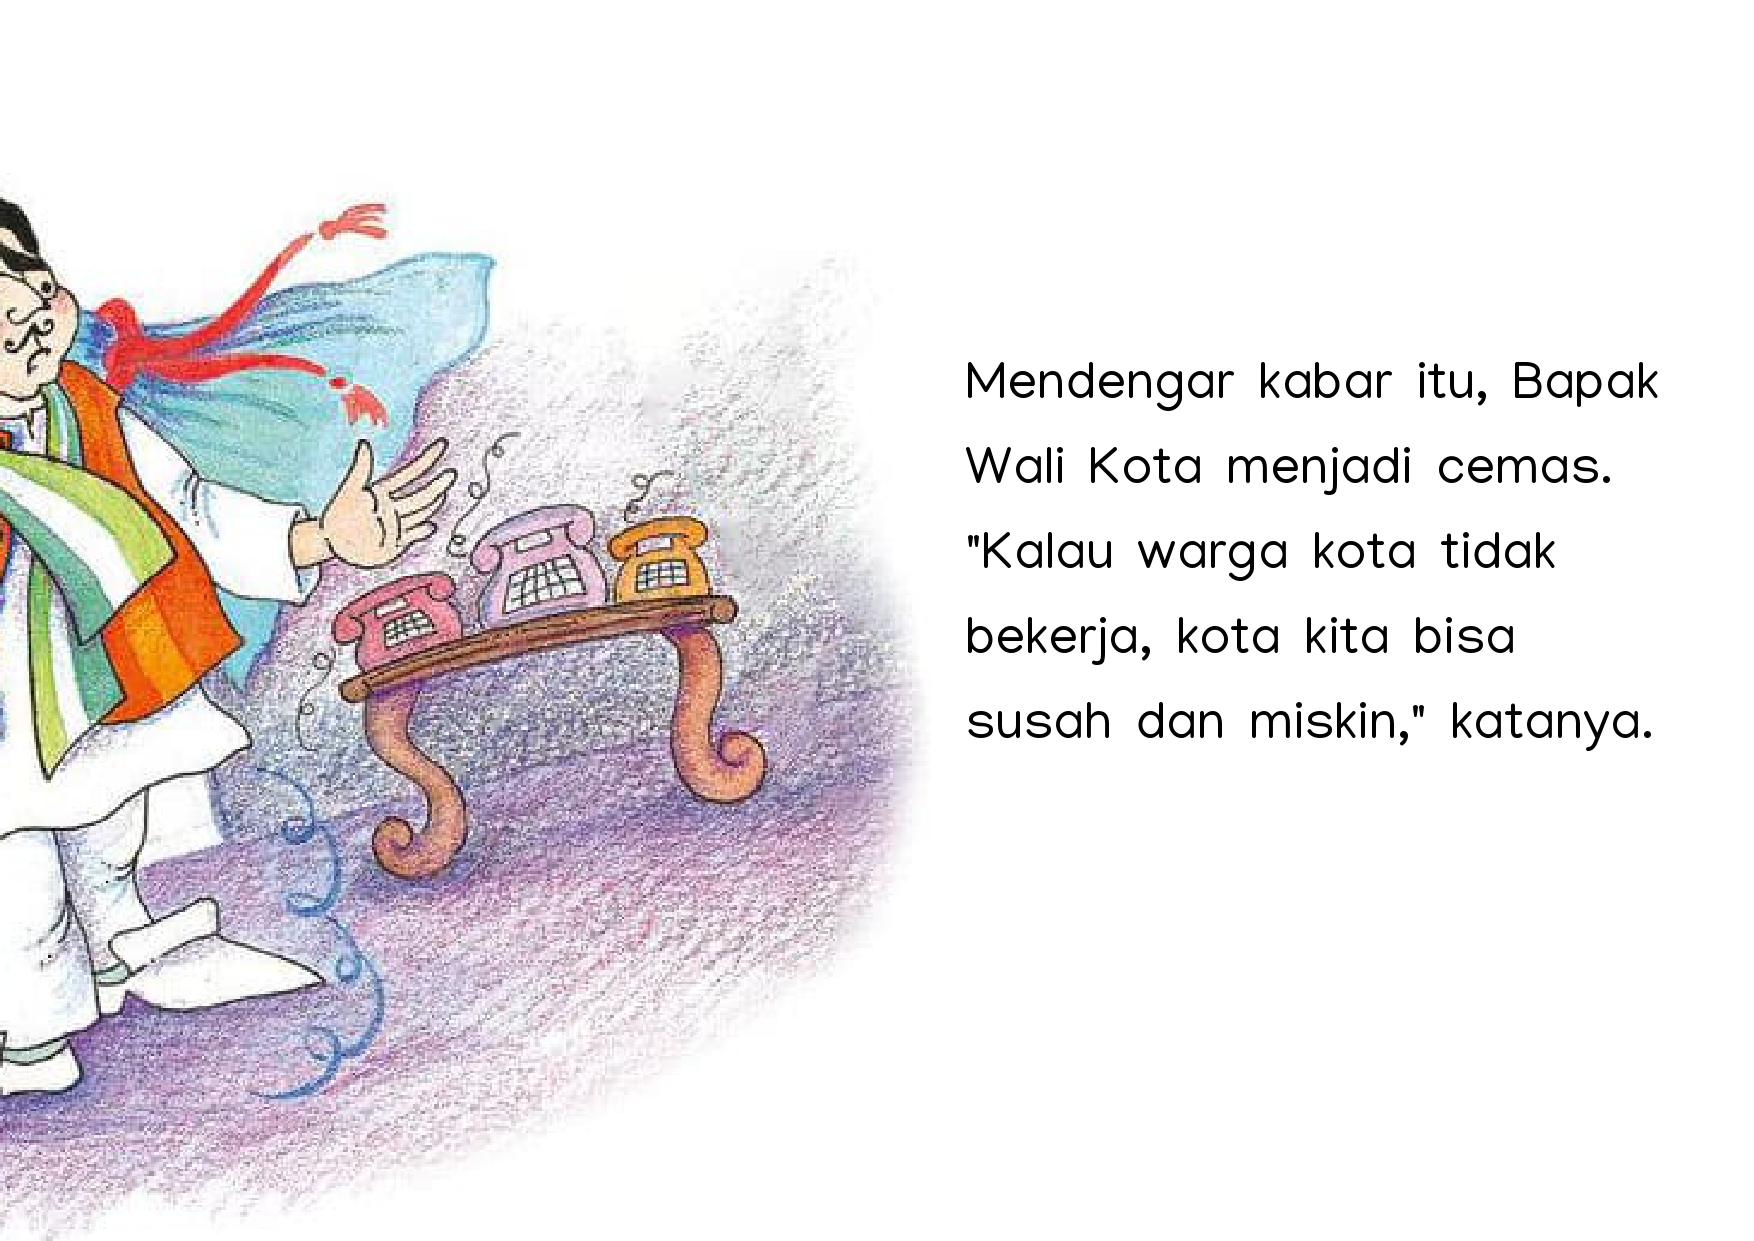 Mendengar kabar itu, Bapak
Wali Kota menjadi cemas.
"Kalau warga kota tidak
bekerja, kota kita bisa
susah dan miskin," katanya.